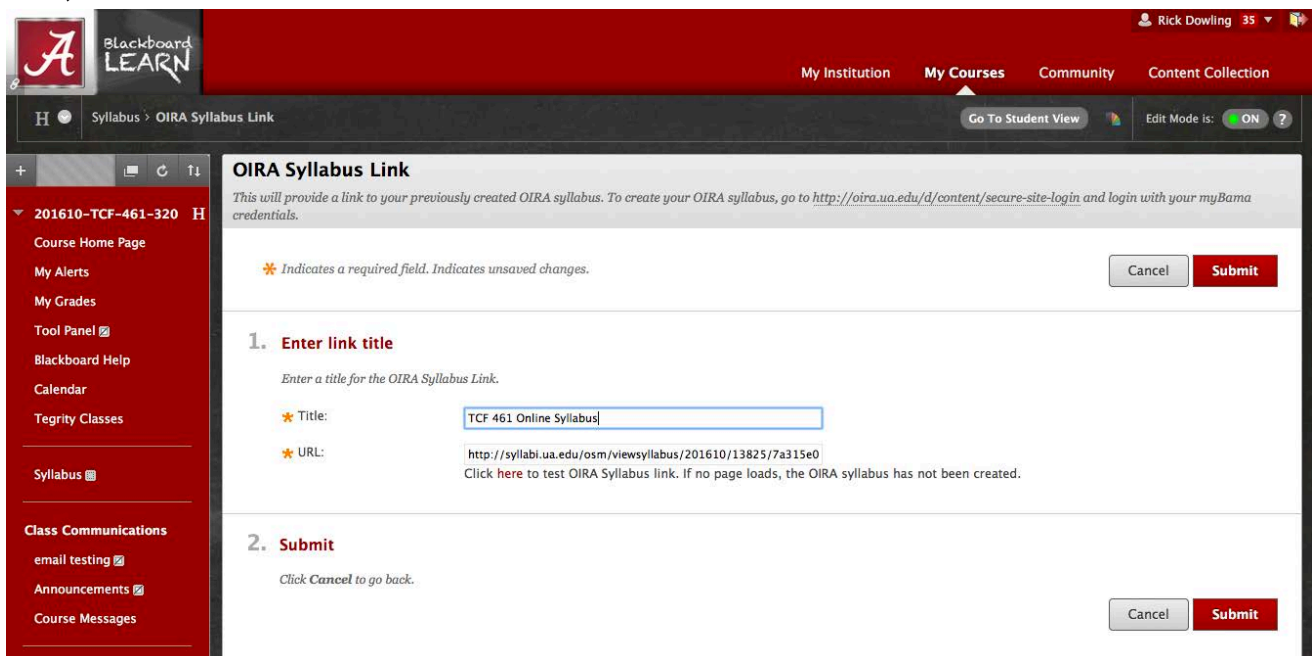 Rick Dowling 35
A
Blackboard
LEARN
My Institution My Courses Community Content Collection
H Syllabus > OIRA Syllabus Link Go To Student View Edit Mode is: ON ?
+
OIRA Syllabus Link
This will provide a link to your previously created OIRA syllabus. To create your OIRA syllabus, go to http://oira.ua.edu/d/content/secure-site-login and login with your myBama
credentials.
201610-TCF-461-320 H
Course Home Page
My Alerts
My Grades
Tool Panel
Blackboard Help
Calendar
Tegrity Classes
Syllabus
Class Communications
email testing
Announcements
Course Messages
Indicates a required field. Indicates unsaved changes.
Cancel Submit
1. Enter link title
Enter a title for the OIRA Syllabus Link.
Title: TCF 461 Online Syllabus
URL: http://syllabi.ua.edu/osm/viewsyllabus/201610/13825/7a315e0
Click here to test OIRA Syllabus link. If no page loads, the OIRA syllabus has not been created.
2. Submit
Click Cancel to go back.
Cancel Submit